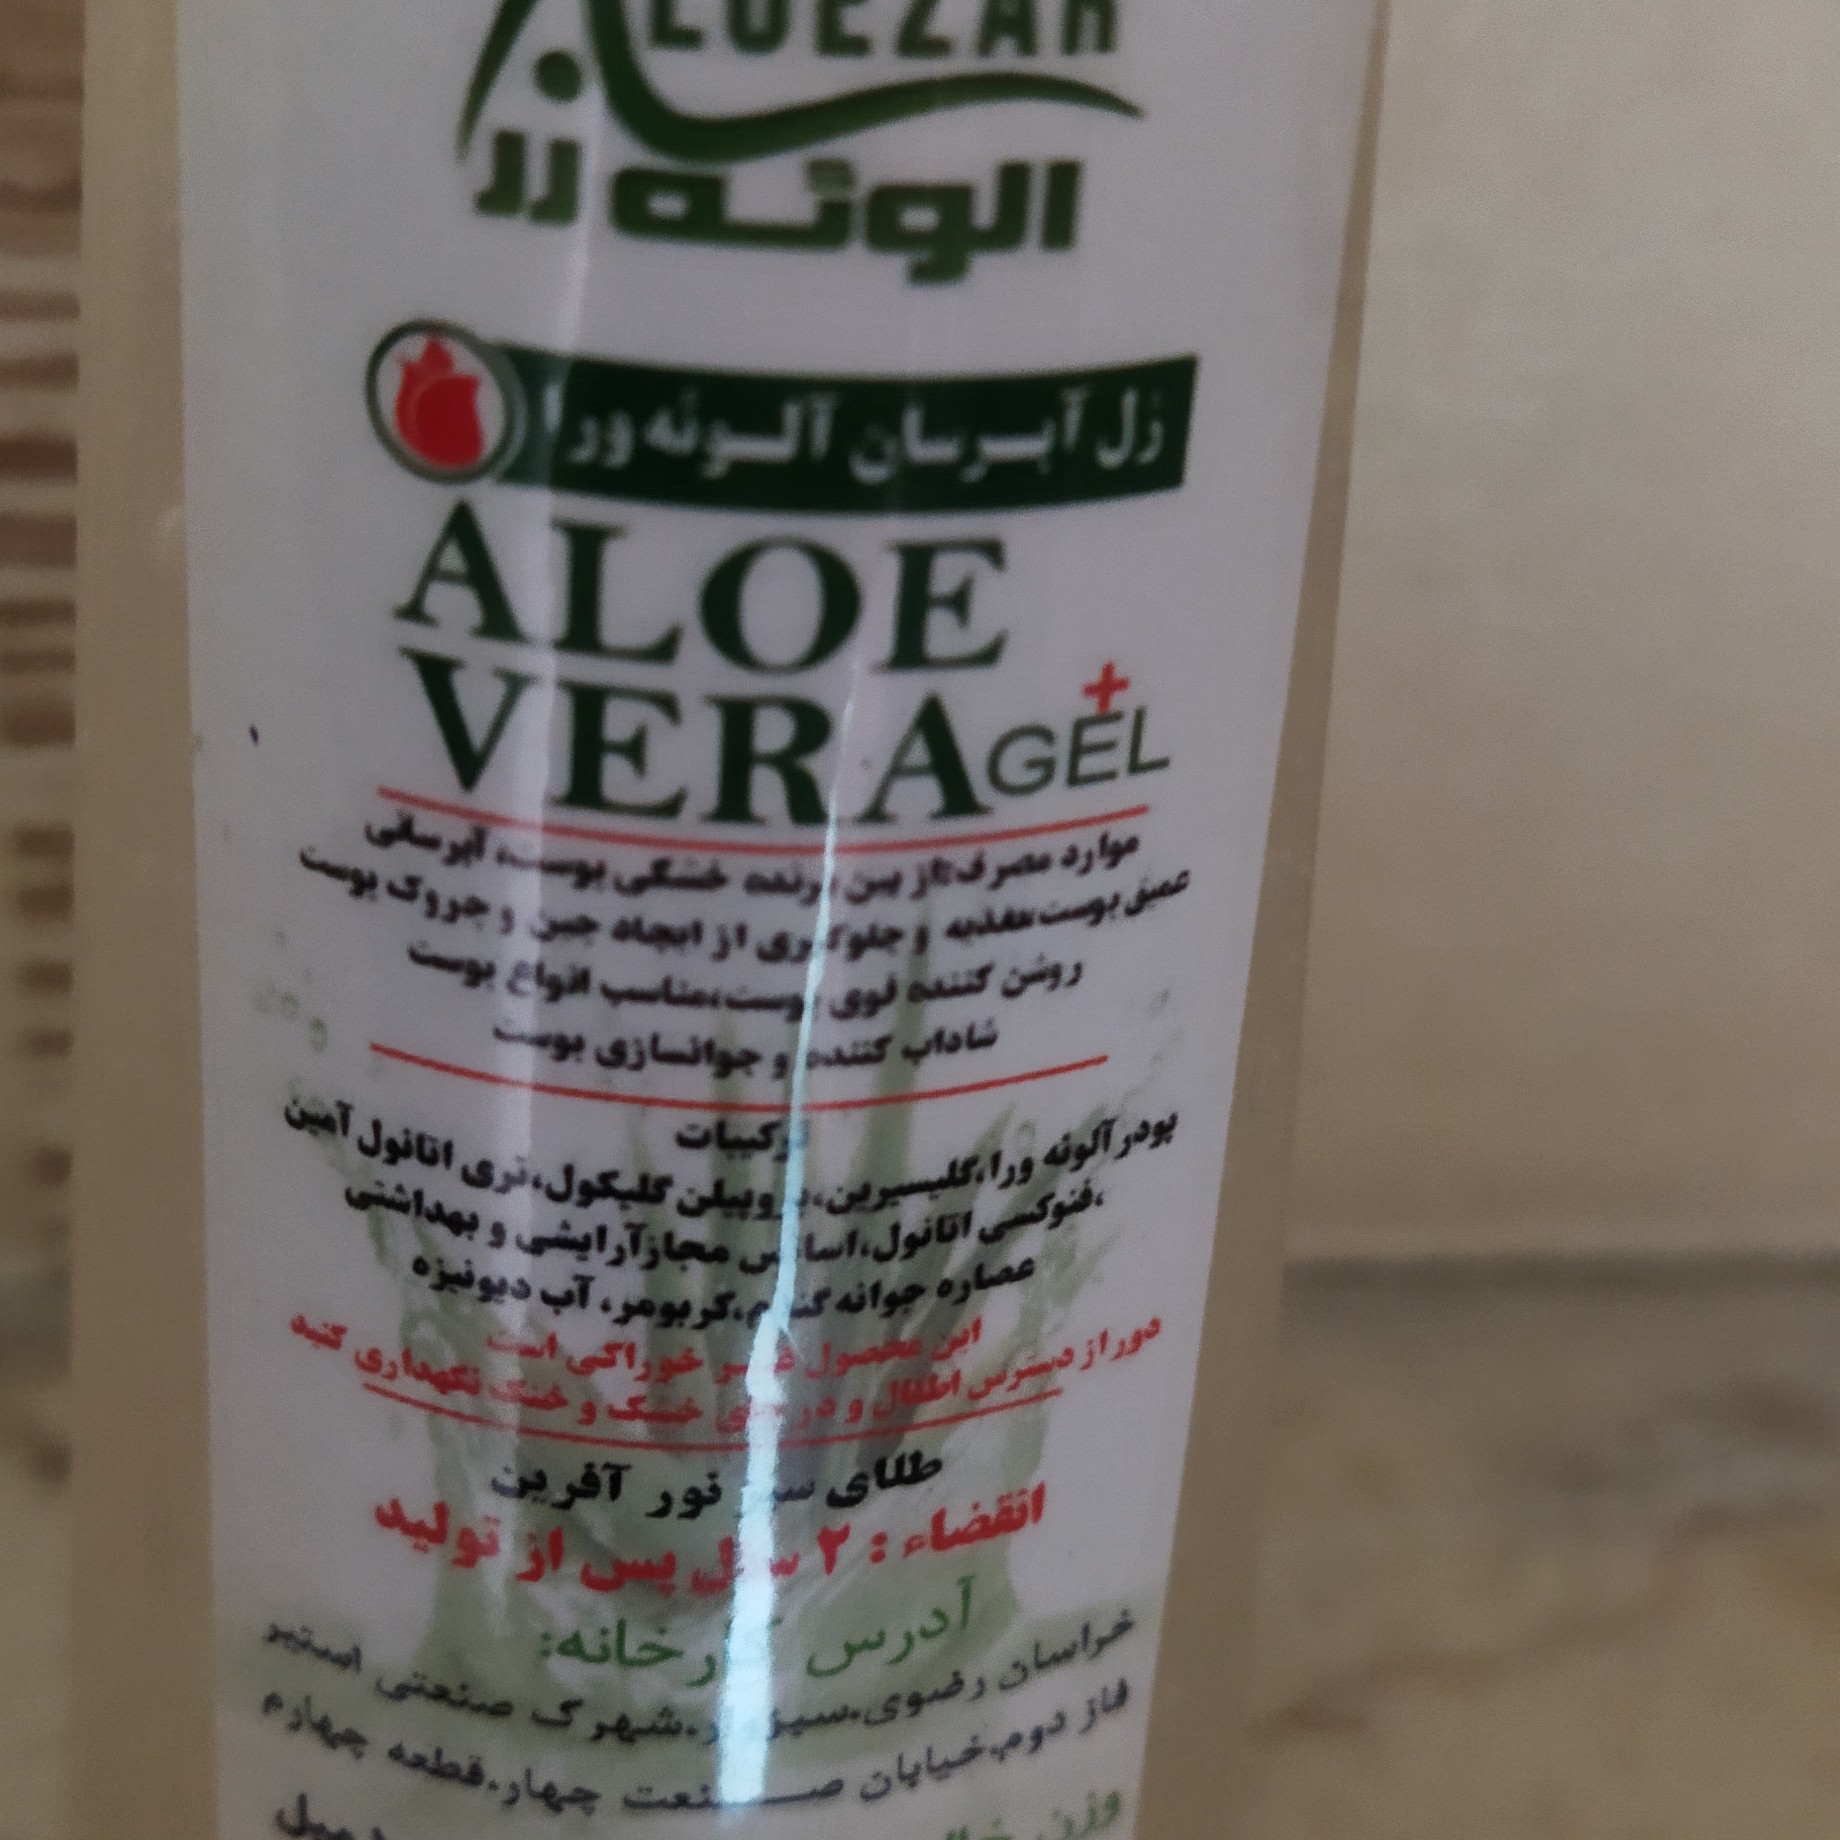 ALOEZAR
الوئه زر
ژل آبرسان آلوئه ورا
ALOE
VERA GEL+
موارد مصرف:از بین برنده خشکی پوست، آبرسانی
عمیق پوست،تغذیه و جلوگیری از ایجاد چین و چروک پوست
روشن کننده قوی پوست،مناسب انواع پوست
شاداب کننده و جوانسازی پوست
ترکیبات
پودر آلوئه ورا،گلیسیرین،پروپیلن گلیکول،تری اتانول آمین
،فنوکسی اتانول،اسانس مجازآرایشی و بهداشتی
عصاره جوانه گندم،کربومر، آب دیونیزه
این محصول غیر خوراکی است
دور از دسترس اطفال و در جای خشک و خنک نگهداری کنید
طلای سبز نور آفرین
انقضاء : ۲ سال پس از تولید
آدرس کارخانه:
خراسان رضوی.سبزوار.شهرک صنعتی استیر
فاز دوم.خیابان صنعت چهار.قطعه چهارم
وزن